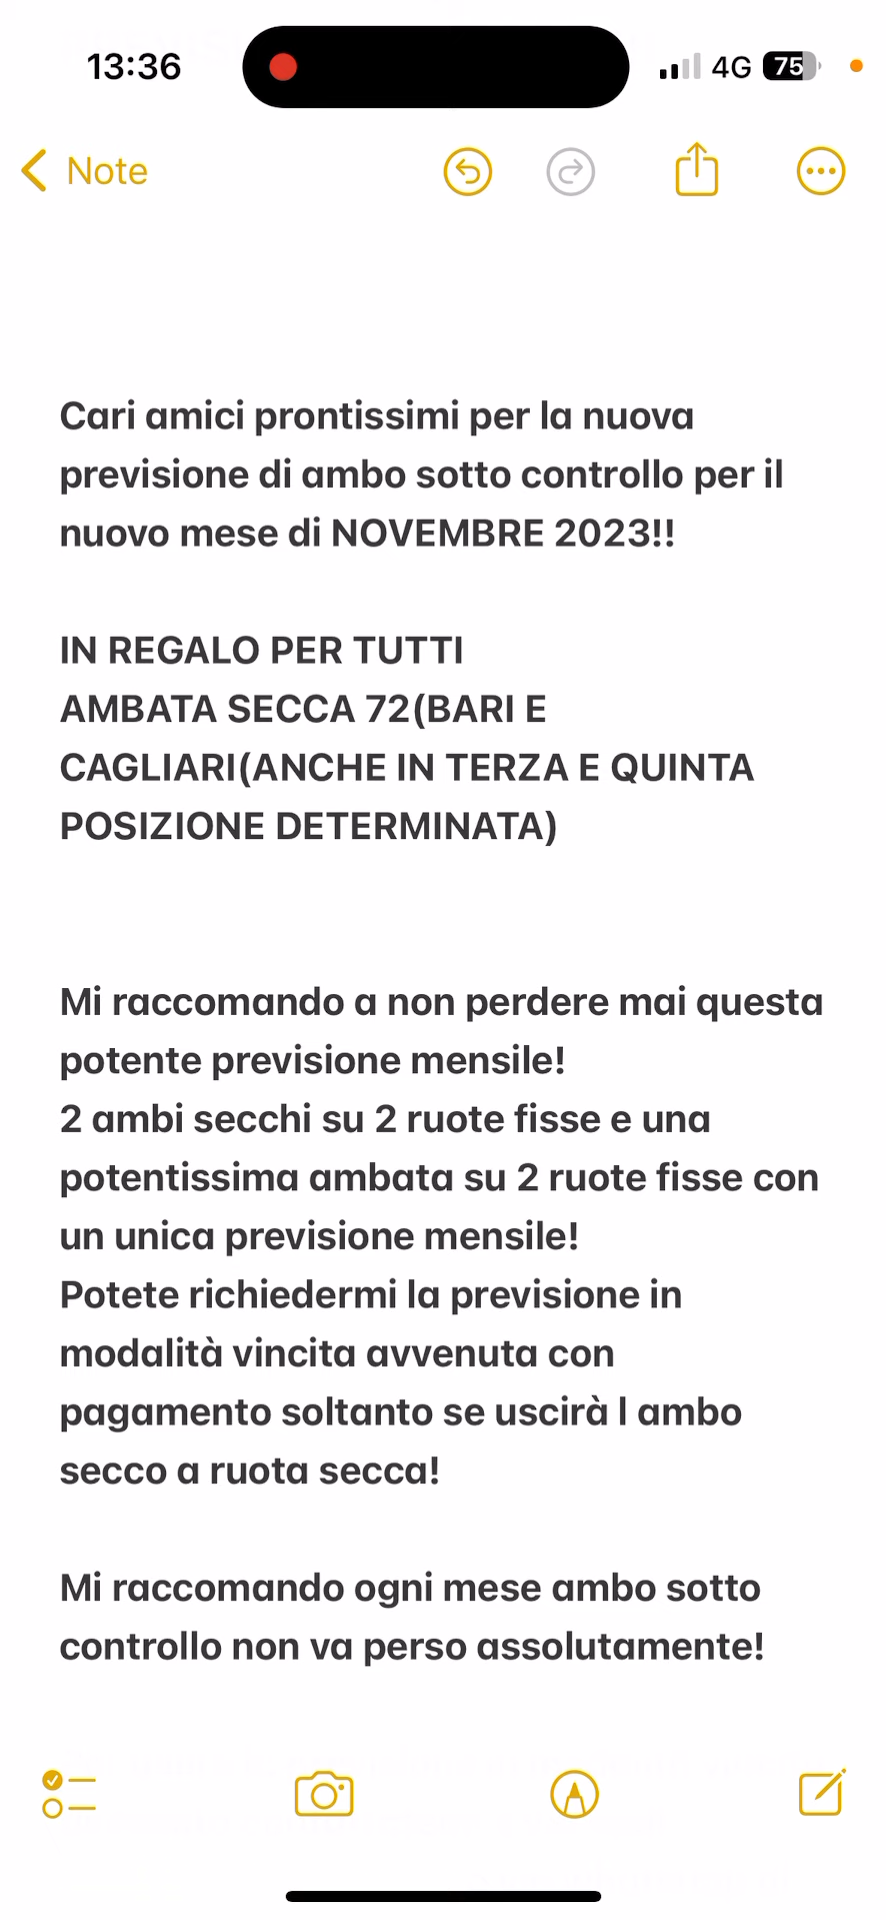 13:36
4G
75
Note
Cari amici prontissimi per la nuova
previsione di ambo sotto controllo per il
nuovo mese di NOVEMBRE 2023!!
IN REGALO PER TUTTI
AMBATA SECCA 72(BARI E
CAGLIARI(ANCHE IN TERZA E QUINTA
POSIZIONE DETERMINATA)
Mi raccomando a non perdere mai questa
potente previsione mensile!
2 ambi secchi su 2 ruote fisse e una
potentissima ambata su 2 ruote fisse con
un unica previsione mensile!
Potete richiedermi la previsione in
modalità vincita avvenuta con
pagamento soltanto se uscirà l ambo
secco a ruota secca!
Mi raccomando ogni mese ambo sotto
controllo non va perso assolutamente!